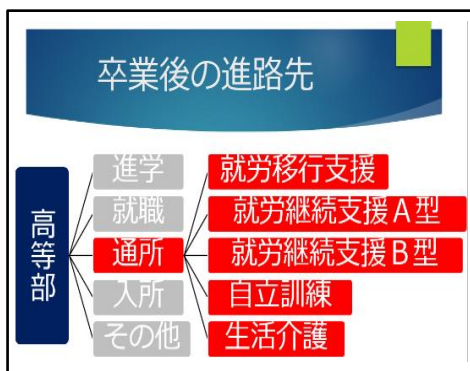 卒業後の進路先
高等部
進学
就職
通所
入所
その他
就労移行支援
就労継続支援A型
就労継続支援B型
自立訓練
生活介護